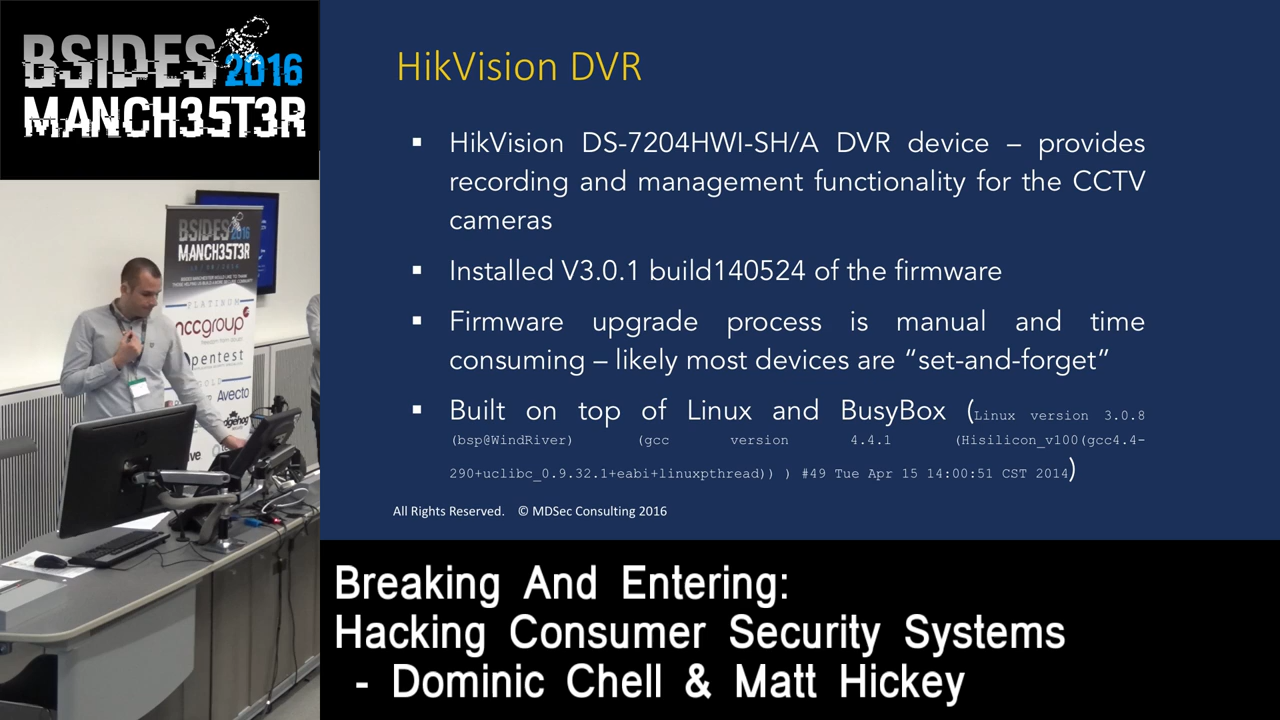 BSIDES 2016
MANCH35T3R
HikVision DVR
▪ HikVision DS-7204HWI-SH/A DVR device – provides
recording and management functionality for the CCTV
cameras
▪ Installed V3.0.1 build140524 of the firmware
▪ Firmware upgrade process is manual and time
consuming – likely most devices are “set-and-forget”
▪ Built on top of Linux and BusyBox (Linux version 3.0.8
(bsp@WindRiver) (gcc version 4.4.1 (Hisilicon_v100(gcc4.4-
290+uclibc_0.9.32.1+eabi+linuxpthread)) ) #49 Tue Apr 15 14:00:51 CST 2014)
All Rights Reserved. © MDSec Consulting 2016
BSIDES 2016
MANCH35T3R
PLATINUM
nccgroup
pentest
GOLD
Avecto
Breaking And Entering:
Hacking Consumer Security Systems
- Dominic Chell & Matt Hickey